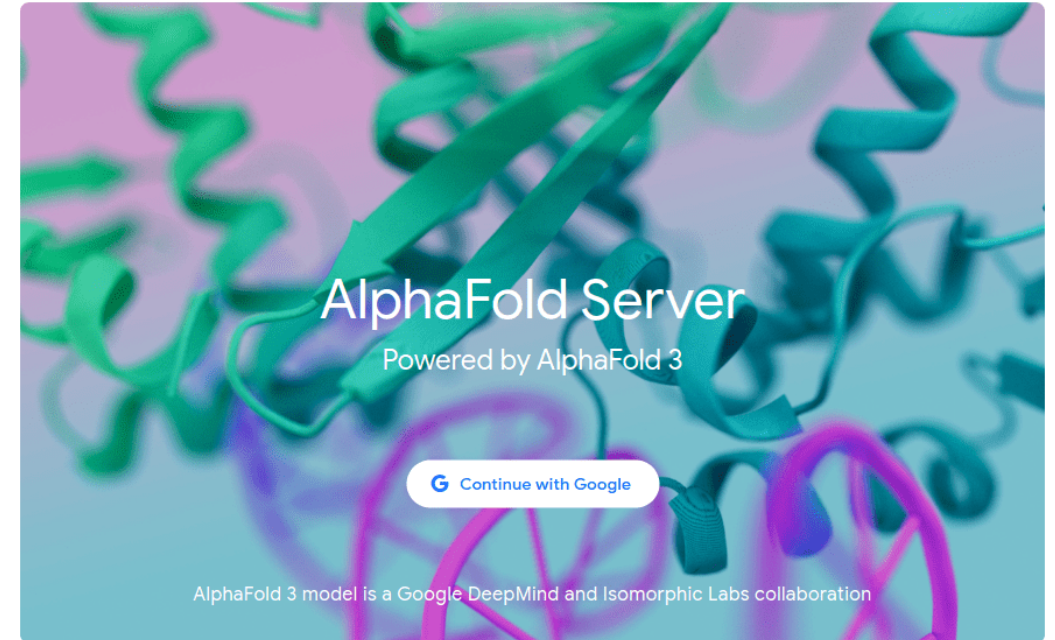 AlphaFold Server
Powered by AlphaFold 3
Continue with Google
AlphaFold 3 model is a Google DeepMind and Isomorphic Labs collaboration